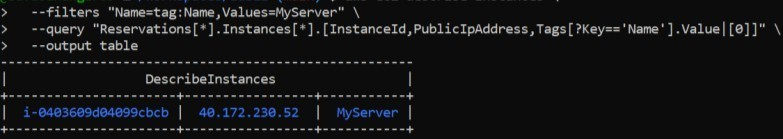 >   --filters "Name=tag:Name,Values=MyServer" \
>   --query "Reservations[*].Instances[*].[InstanceId,PublicIpAddress,Tags[?Key=='Name'].Value|[0]]" \
>   --output table
-----------------------------------------------------
|                 DescribeInstances                 |
+----------------------+----------------+-----------+
|  i-0403609d04099cbcb |  40.172.230.52 |  MyServer |
+----------------------+----------------+-----------+